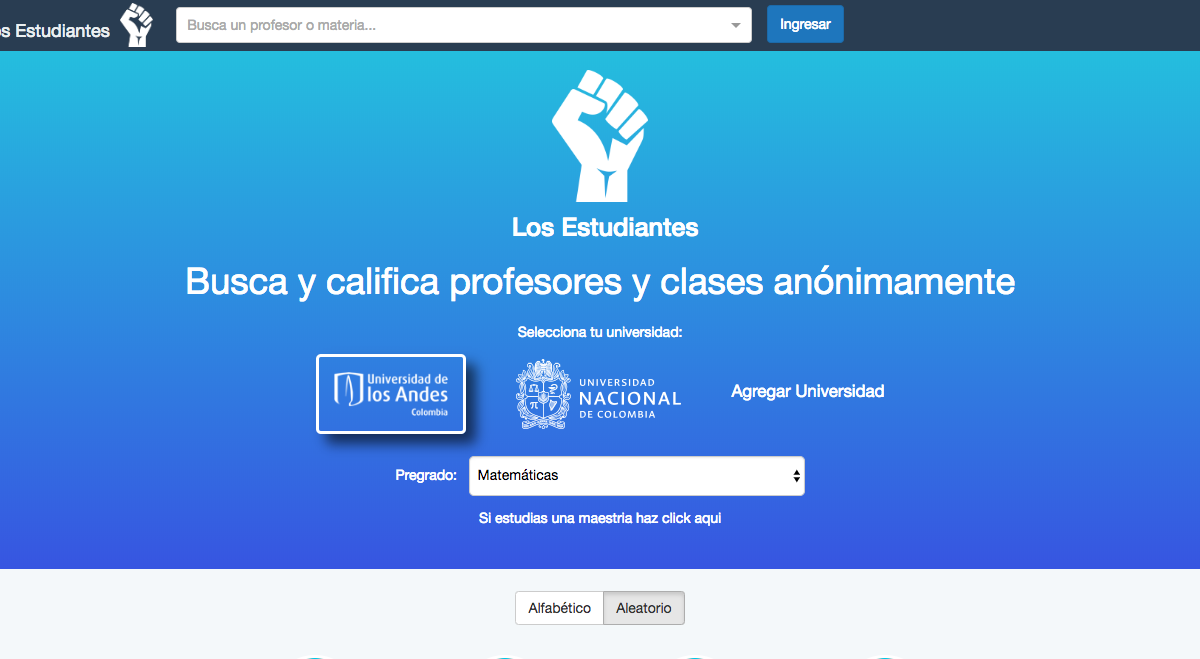 s Estudiantes
Busca un profesor o materia...
Ingresar
Los Estudiantes
Busca y califica profesores y clases anónimamente
Selecciona tu universidad:
Universidad de
los Andes
Colombia
UNIVERSIDAD
NACIONAL
DE COLOMBIA
Agregar Universidad
Pregrado:
Matemáticas
Si estudias una maestria haz click aqui
Alfabético
Aleatorio